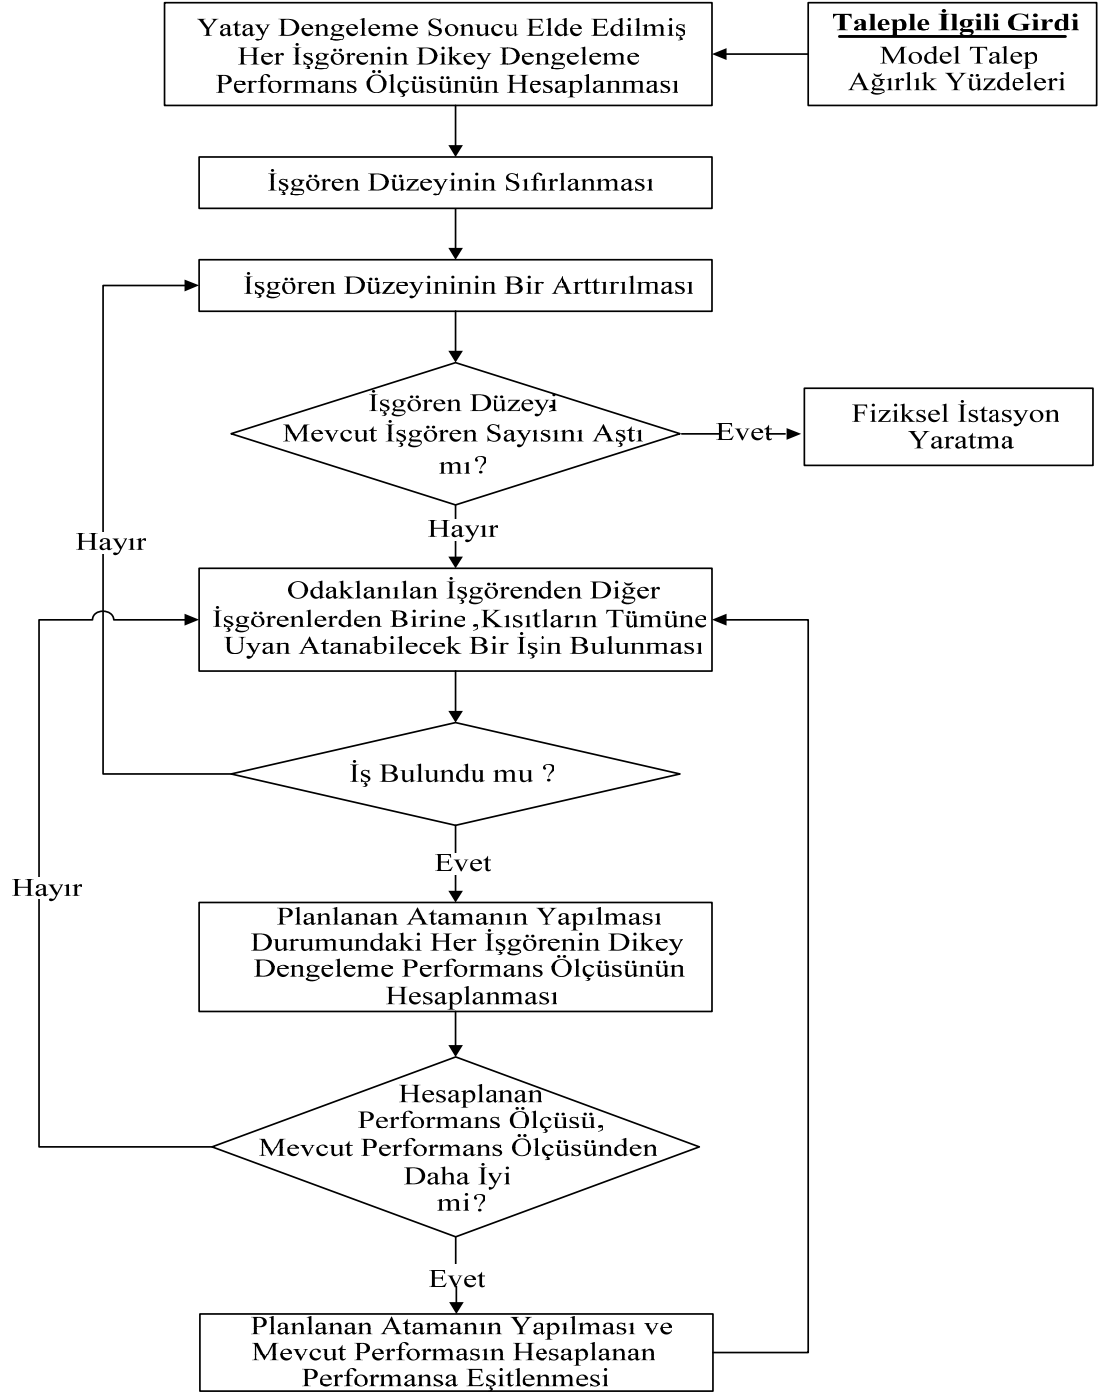 Yatay Dengeleme Sonucu Elde Edilmiş
Her İşgörenin Dikey Dengeleme
Performans Ölçüsünün Hesaplanması
Taleple İlgili Girdi
Model Talep
Ağırlık Yüzdeleri
İşgören Düzeyinin Sıfırlanması
İşgören Düzeyininin Bir Arttırılması
İşgören Düzeyi
Mevcut İşgören Sayısını Aştı
mı?
Evet
Fiziksel İstasyon
Yaratma
Hayır
Hayır
Odaklanılan İşgörenden Diğer
İşgörenlerden Birine ,Kısıtların Tümüne
Uyan Atanabilecek Bir İşin Bulunması
İş Bulundu mu ?
Evet
Hayır
Planlanan Atamanın Yapılması
Durumundaki Her İşgörenin Dikey
Dengeleme Performans Ölçüsünün
Hesaplanması
Hesaplanan
Performans Ölçüsü,
Mevcut Performans Ölçüsünden
Daha İyi
mi?
Evet
Planlanan Atamanın Yapılması ve
Mevcut Performasın Hesaplanan
Performansa Eşitlenmesi